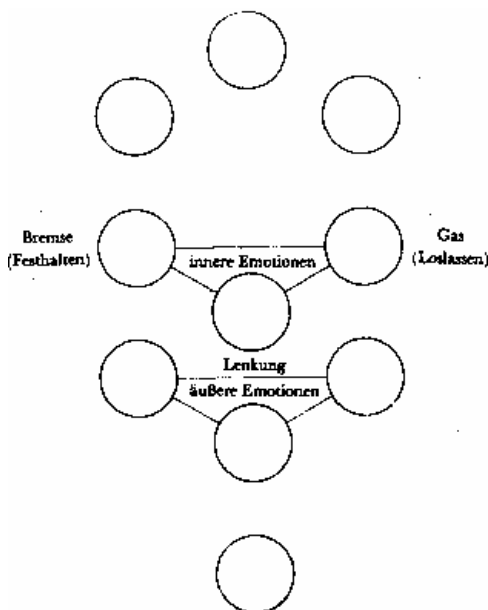 Bremse
(Festhalten)
Gas
(Loslassen)
innere Emotionen
Lenkung
äußere Emotionen